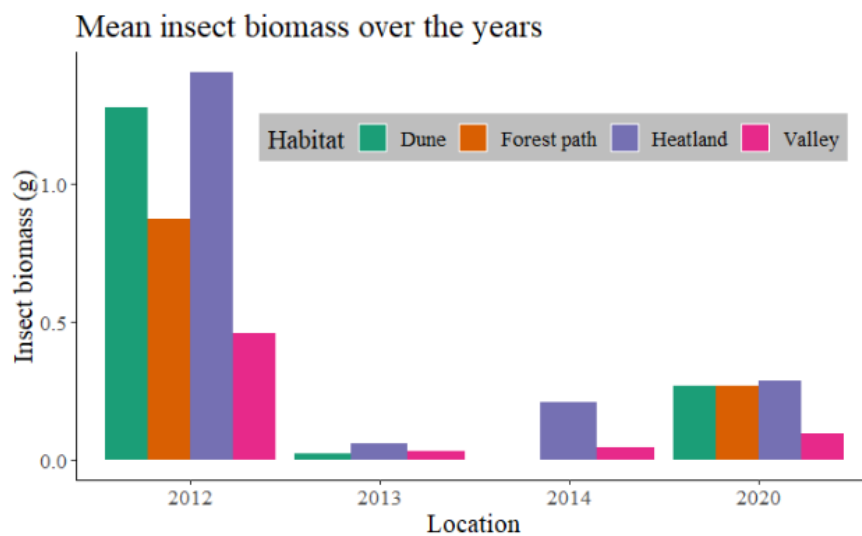 Mean insect biomass over the years
Habitat Dune Forest path Heatland Valley
Insect biomass (g)
1.0
0.5
0.0
2012 2013 2014 2020
Location